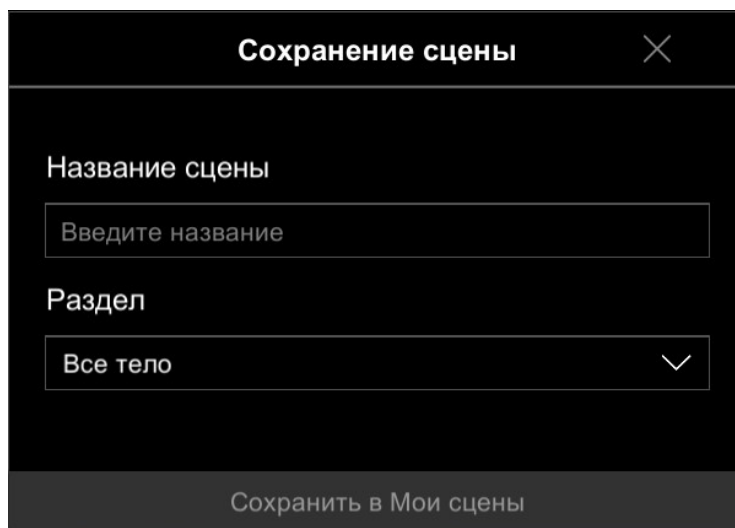 Сохранение сцены
Название сцены
Введите название
Раздел
Все тело
Сохранить в Мои сцены